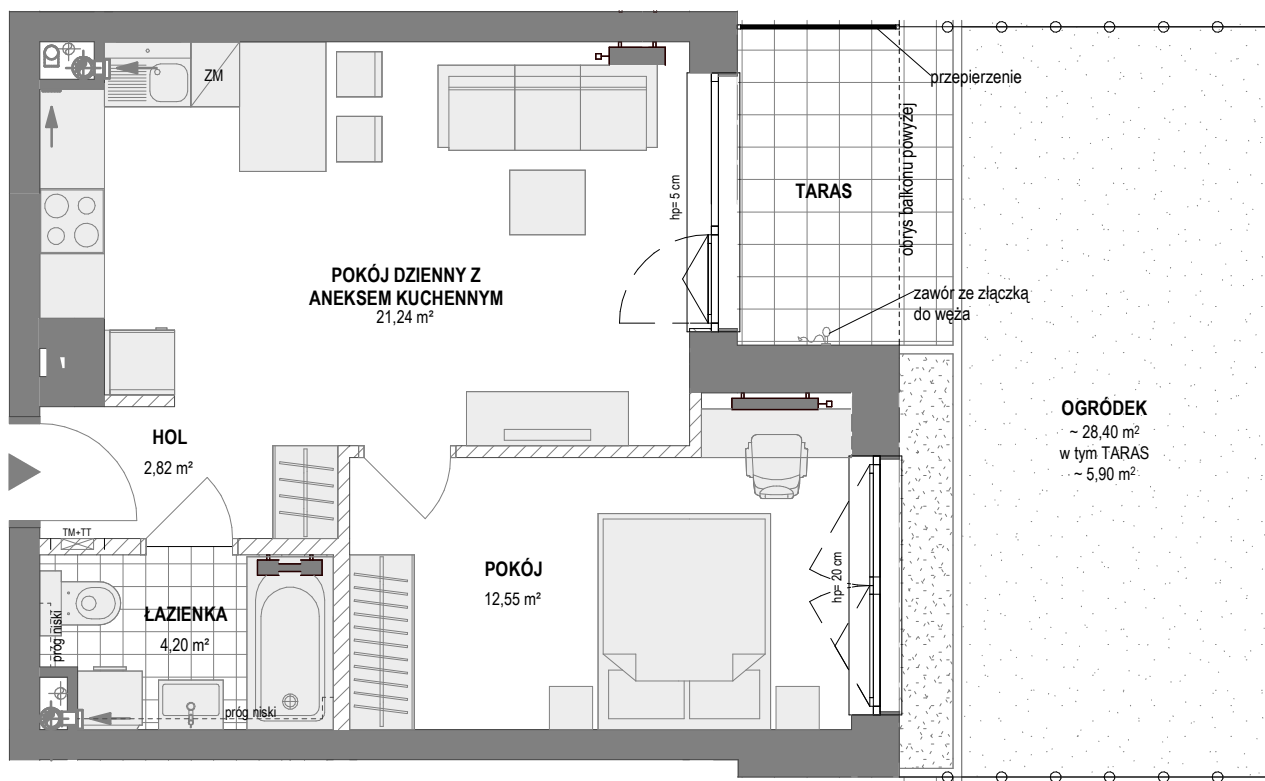 ZM
przepierzenie
obrys balkonu powyżej
TARAS
hp= 5 cm
POKÓJ DZIENNY Z
ANEKSEM KUCHENNYM
21,24 m²
zawór ze złączką
do węża
HOL
2,82 m²
OGRÓDEK
~ 28,40 m²
w tym TARAS
~ 5,90 m²
TM+TT
POKÓJ
12,55 m²
hp= 20 cm
ŁAZIENKA
4,20 m²
próg niski
próg niski